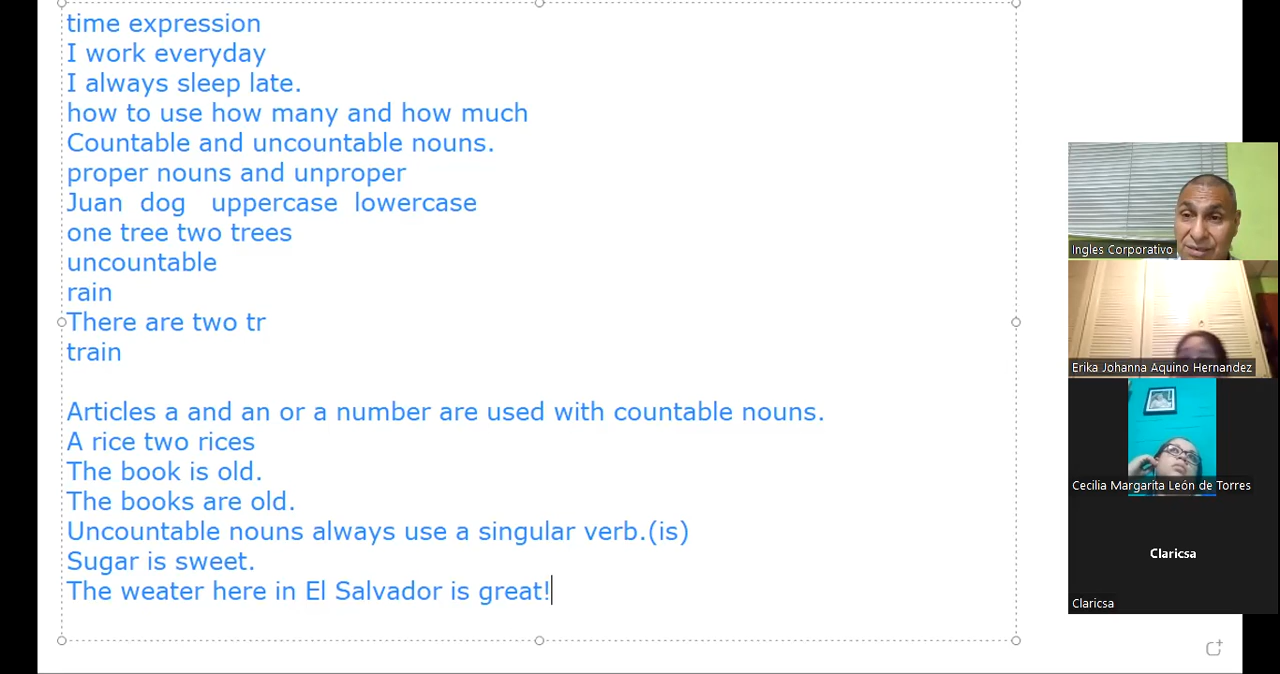 time expression
I work everyday
I always sleep late.
how to use how many and how much
Countable and uncountable nouns.
proper nouns and unproper
Juan dog uppercase lowercase
one tree two trees
uncountable
rain
There are two tr
train
Articles a and an or a number are used with countable nouns.
A rice two rices
The book is old.
The books are old.
Uncountable nouns always use a singular verb.(is)
Sugar is sweet.
The weater here in El Salvador is great!
Ingles Corporativo
Erika Johanna Aquino Hernandez
Cecilia Margarita León de Torres
Claricsa
Claricsa